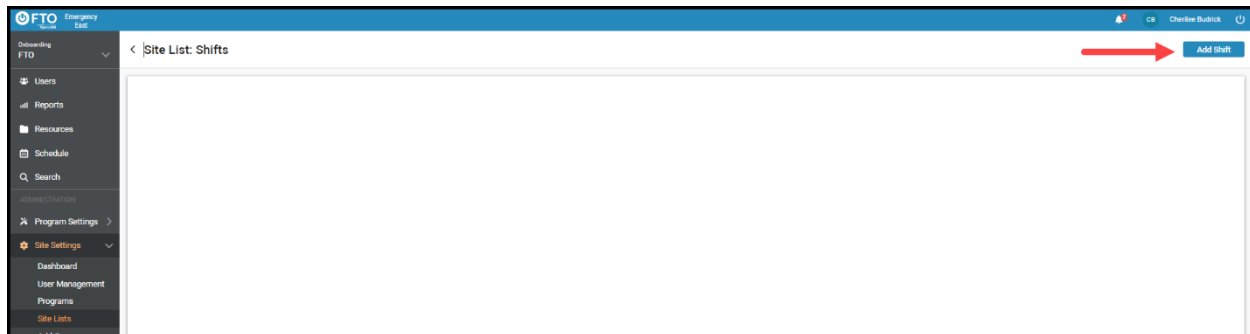 FTO Emergency East
7
CB Cherilee Budrick
Onboarding
FTO
Site List: Shifts
Add Shift
Users
Reports
Resources
Schedule
Search
ADMINISTRATION
Program Settings
Site Settings
Dashboard
User Management
Programs
Site Lists